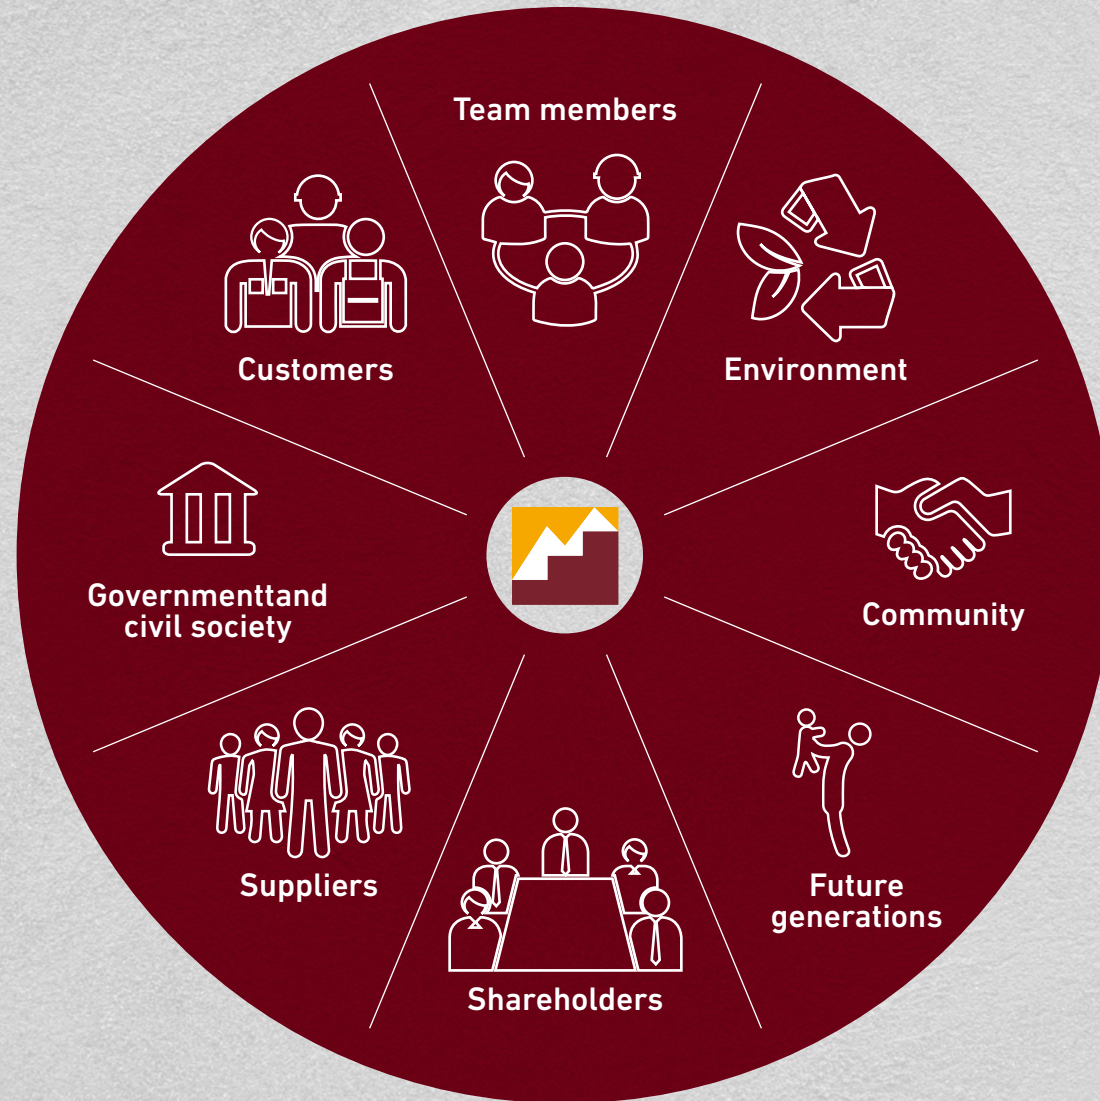 Team members
Customers
Environment
Governmenttand
civil society
Community
Suppliers
Future
generations
Shareholders